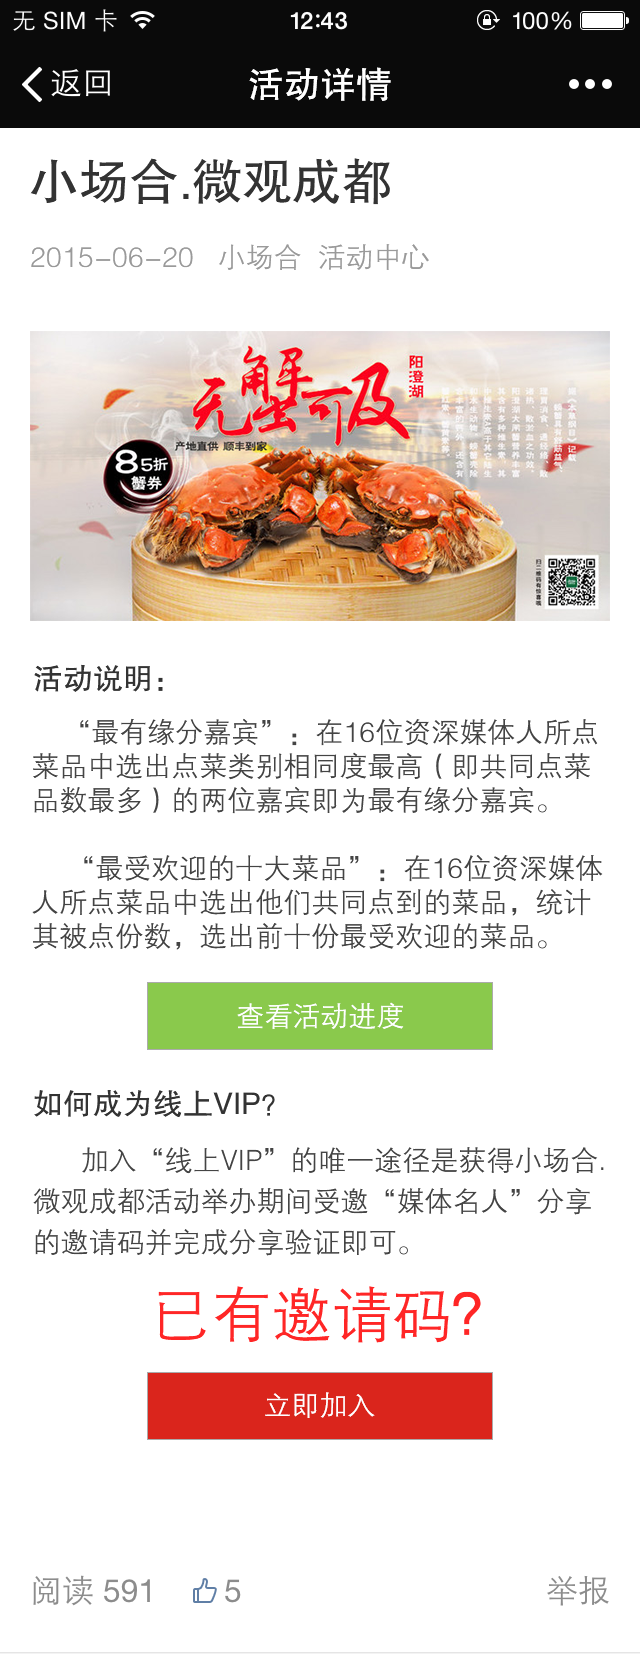 无 SIM 卡
12:43
100%
返回
活动详情
小场合.微观成都
2015-06-20 小场合 活动中心
阳澄湖
无蟹可及
产地直供 顺丰到家
85折
蟹券
扫二维码有惊喜哦
活动说明：
“最有缘分嘉宾”：在16位资深媒体人所点
菜品中选出点菜类别相同度最高（即共同点菜
品数最多）的两位嘉宾即为最有缘分嘉宾。
“最受欢迎的十大菜品”：在16位资深媒体
人所点菜品中选出他们共同点到的菜品，统计
其被点份数，选出前十份最受欢迎的菜品。
查看活动进度
如何成为线上VIP?
加入“线上VIP”的唯一途径是获得小场合.
微观成都活动举办期间受邀“媒体名人”分享
的邀请码并完成分享验证即可。
已有邀请码?
立即加入
阅读 591
5
举报